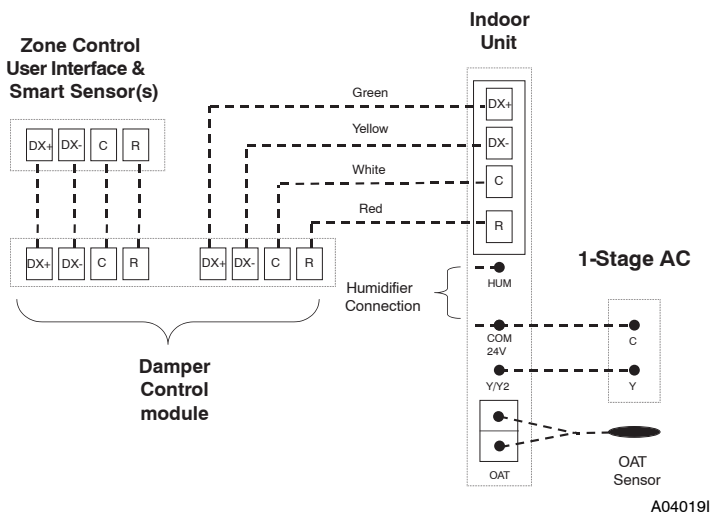 Indoor
Unit
Zone Control
User Interface &
Smart Sensor(s)
DX+ DX- C R
Green
Yellow
White
Red
DX+
DX-
C
R
DX+ DX- C R
DX+ DX- C R
Damper
Control
module
Humidifier
Connection
HUM
COM
24V
Y/Y2
OAT
1-Stage AC
C
Y
OAT
Sensor
A04019I